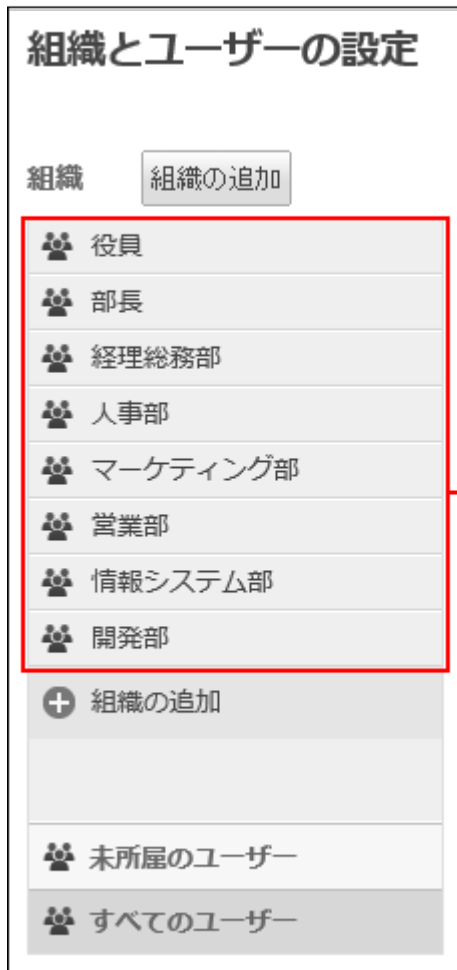 組織とユーザーの設定
組織 組織の追加
役員
部長
経理総務部
人事部
マーケティング部
営業部
情報システム部
開発部
組織の追加
未所属のユーザー
すべてのユーザー